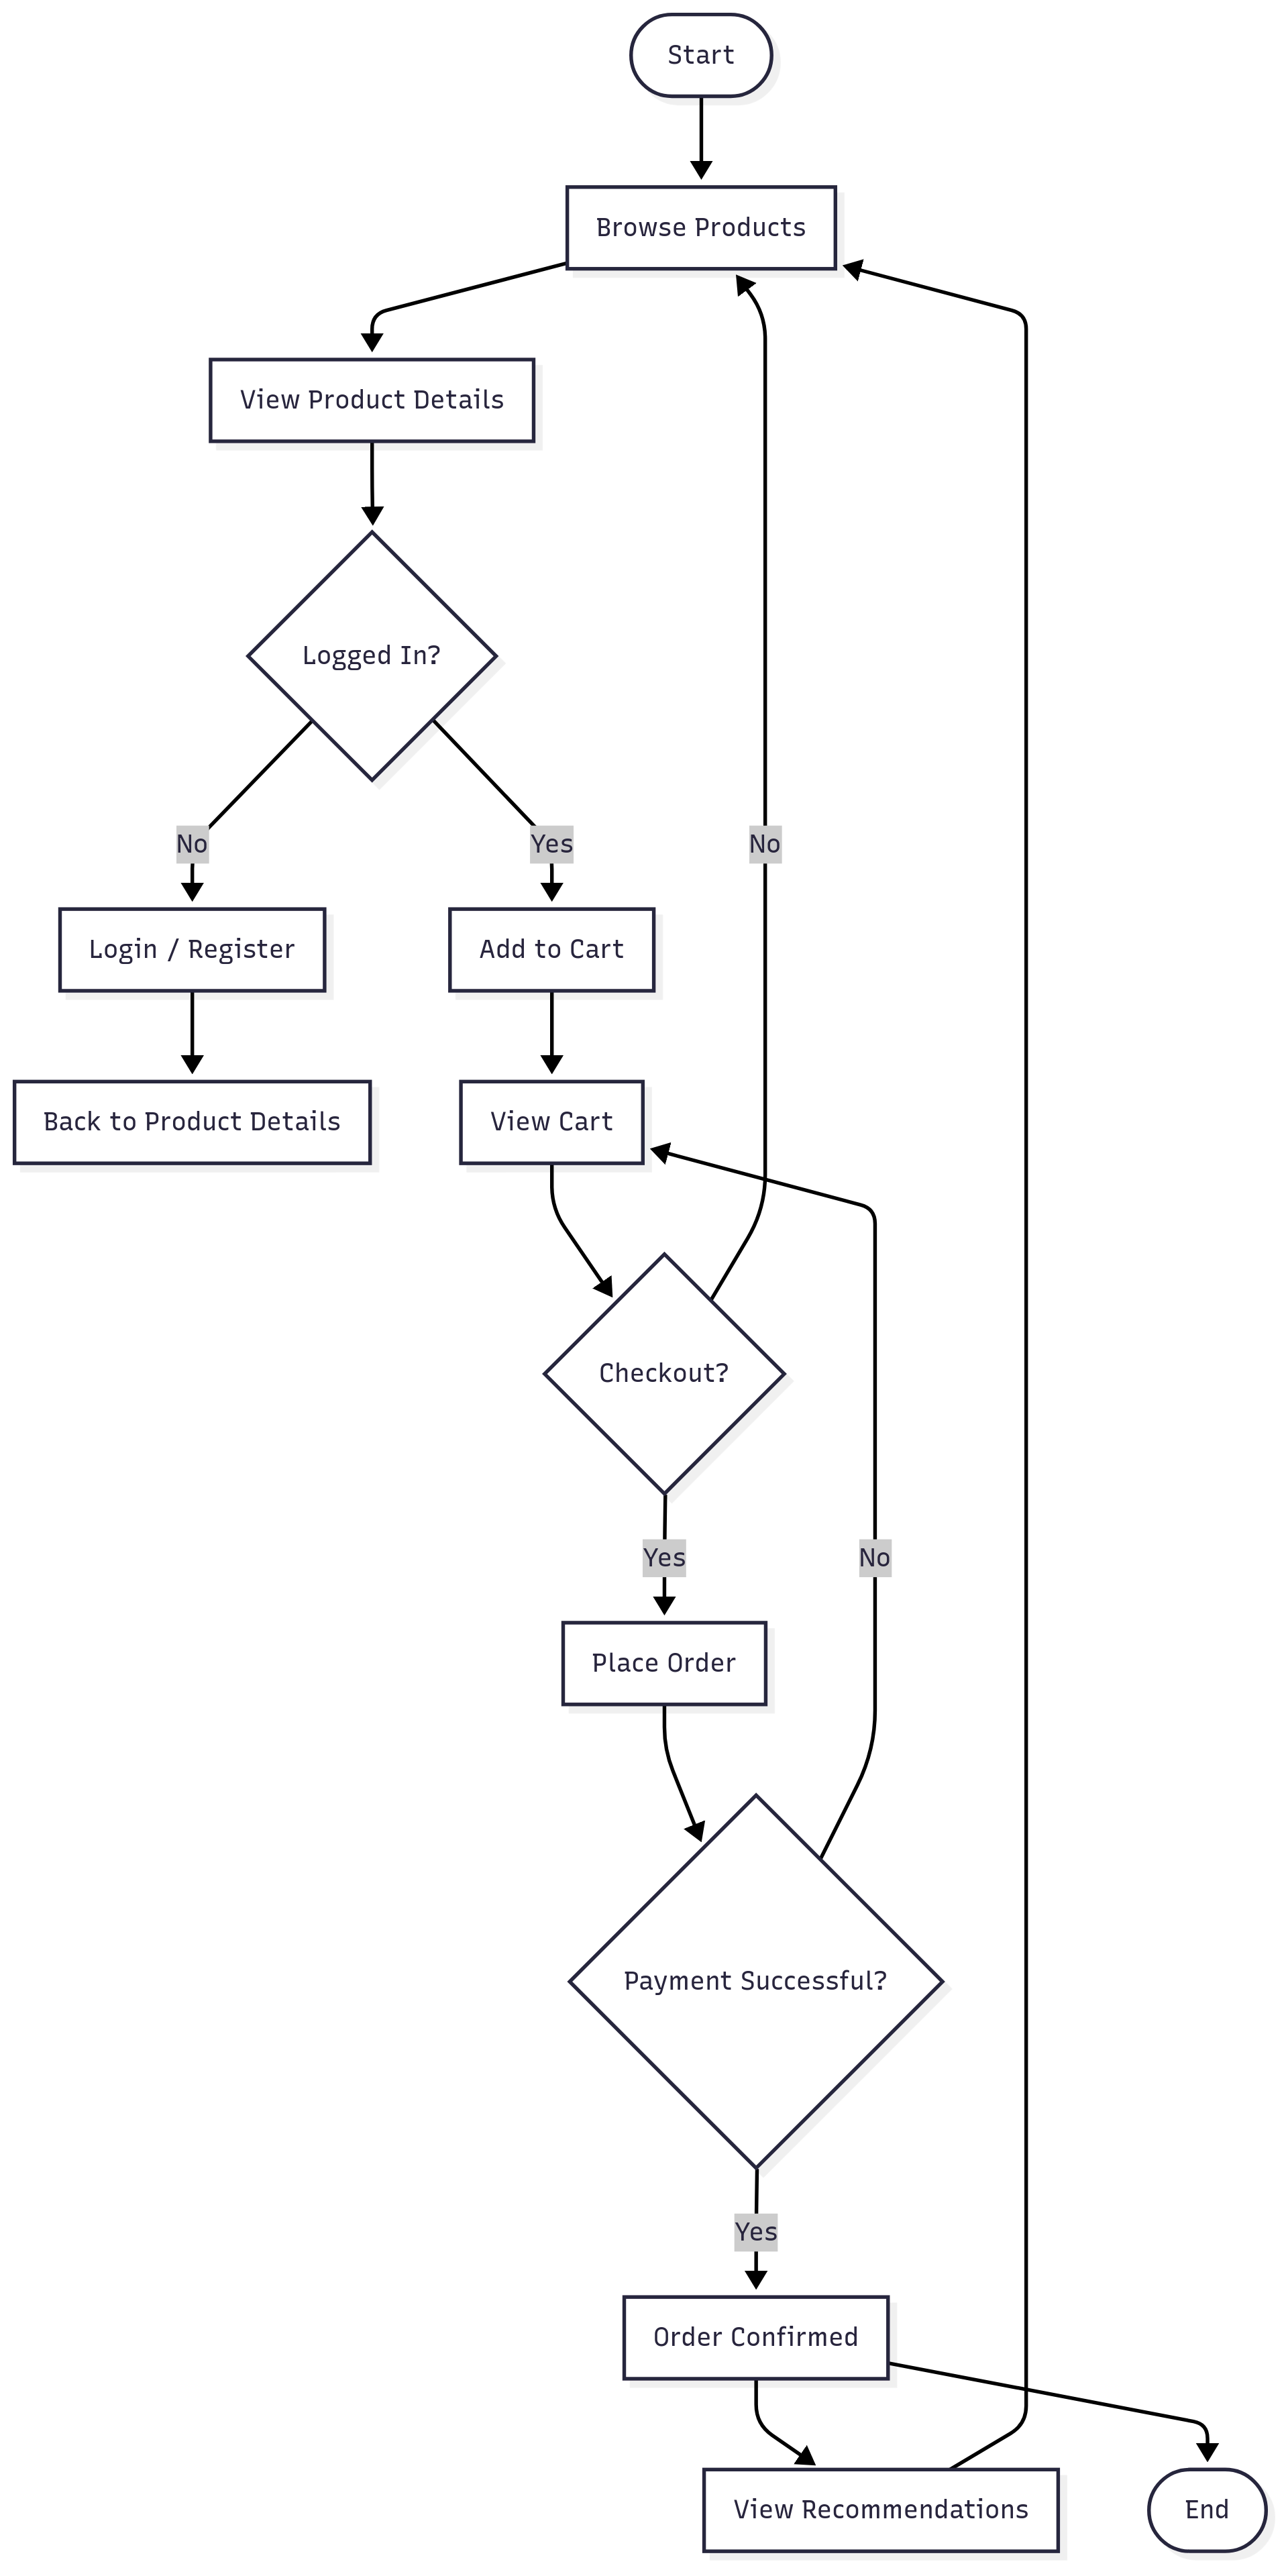 Start
Browse Products
View Product Details
Logged In?
No
Yes
No
Login / Register
Add to Cart
Back to Product Details
View Cart
Checkout?
Yes
No
Place Order
Payment Successful?
Yes
Order Confirmed
View Recommendations
End